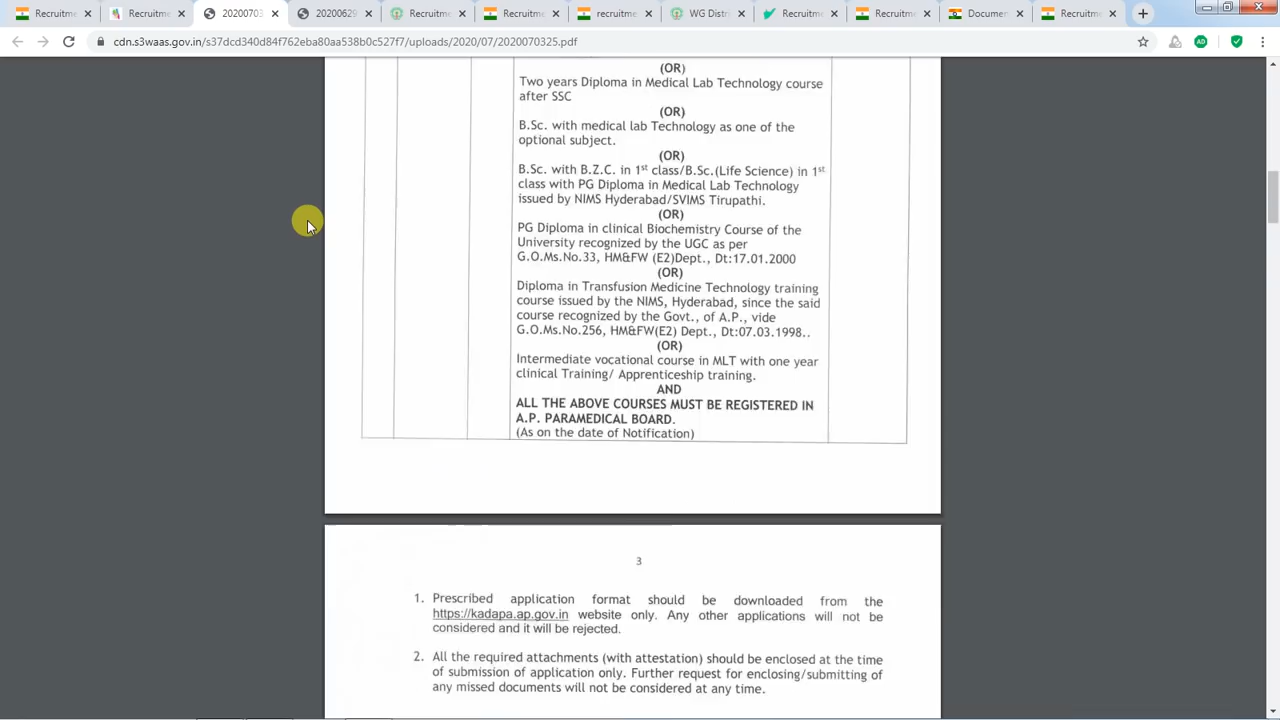 Recruitme
Recruitme
20200703
20200629
Recruitme
Recruitme
recruitme
WG Dist
Recruitme
Recruitme
Documen
Recruitme
cdn.s3waas.gov.in/s37dcd340d84f762eba80aa538b0c527f7/uploads/2020/07/2020070325.pdf
(OR)
Two years Diploma in Medical Lab Technology course
after SSC
(OR)
B.Sc. with medical lab Technology as one of the
optional subject.
(OR)
B.Sc. with B.Z.C. in 1st class/B.Sc.(Life Science) in 1st
class with PG Diploma in Medical Lab Technology
issued by NIMS Hyderabad/SVIMS Tirupathi.
(OR)
PG Diploma in clinical Biochemistry Course of the
University recognized by the UGC as per
G.O.Ms.No.33, HM&FW (E2)Dept., Dt:17.01.2000
(OR)
Diploma in Transfusion Medicine Technology training
course issued by the NIMS, Hyderabad, since the said
course recognized by the Govt., of A.P., vide
G.O.Ms.No.256, HM&FW(E2) Dept., Dt:07.03.1998..
(OR)
Intermediate vocational course in MLT with one year
clinical Training/ Apprenticeship training.
AND
ALL THE ABOVE COURSES MUST BE REGISTERED IN
A.P. PARAMEDICAL BOARD.
(As on the date of Notification)
3
1. Prescribed application format should be downloaded from the
https://kadapa.ap.gov.in website only. Any other applications will not be
considered and it will be rejected.
2. All the required attachments (with attestation) should be enclosed at the time
of submission of application only. Further request for enclosing/submitting of
any missed documents will not be considered at any time.